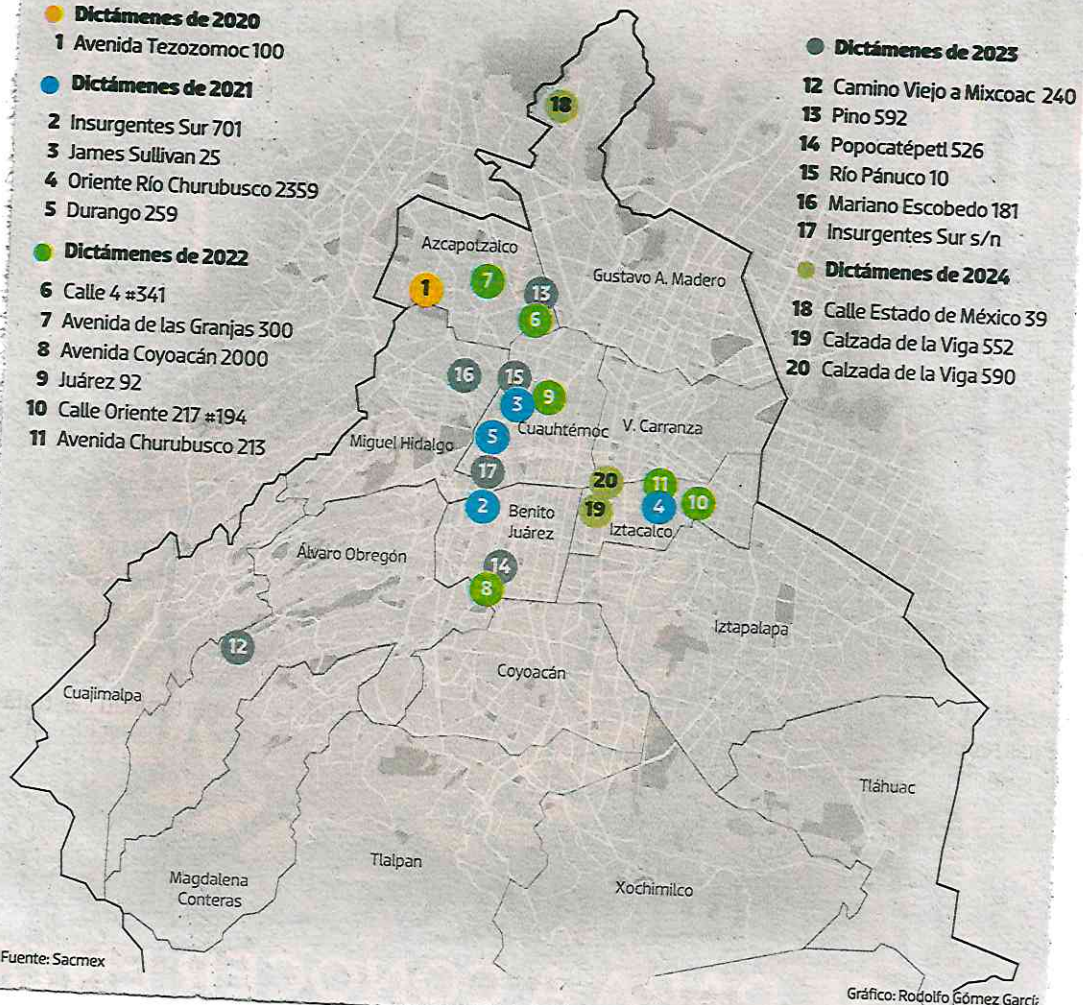 Dictámenes de 2020
1 Avenida Tezozomoc 100
Dictámenes de 2021
2 Insurgentes Sur 701
3 James Sullivan 25
4 Oriente Río Churubusco 2359
5 Durango 259
Dictámenes de 2022
6 Calle 4 #341
7 Avenida de las Granjas 300
8 Avenida Coyoacán 2000
9 Juárez 92
10 Calle Oriente 217 #194
11 Avenida Churubusco 213
Dictámenes de 2023
12 Camino Viejo a Mixcoac 240
13 Pino 592
14 Popocatépetl 526
15 Río Pánuco 10
16 Mariano Escobedo 181
17 Insurgentes Sur s/n
Dictámenes de 2024
18 Calle Estado de México 39
19 Calzada de la Viga 552
20 Calzada de la Viga 590
18
Azcapotzalco
Gustavo A. Madero
1
7
13
6
16
15
3
9
Cuauhtémoc
V. Carranza
Miguel Hidalgo
5
17
20
11
10
2
19
4
Benito
Juárez
Iztacalco
Álvaro Obregón
14
8
Iztapalapa
12
Cuajimalpa
Coyoacán
Tláhuac
Tlalpan
Magdalena
Conteras
Xochimilco
Fuente: Sacmex
Gráfico: Rodolfo Gómez García